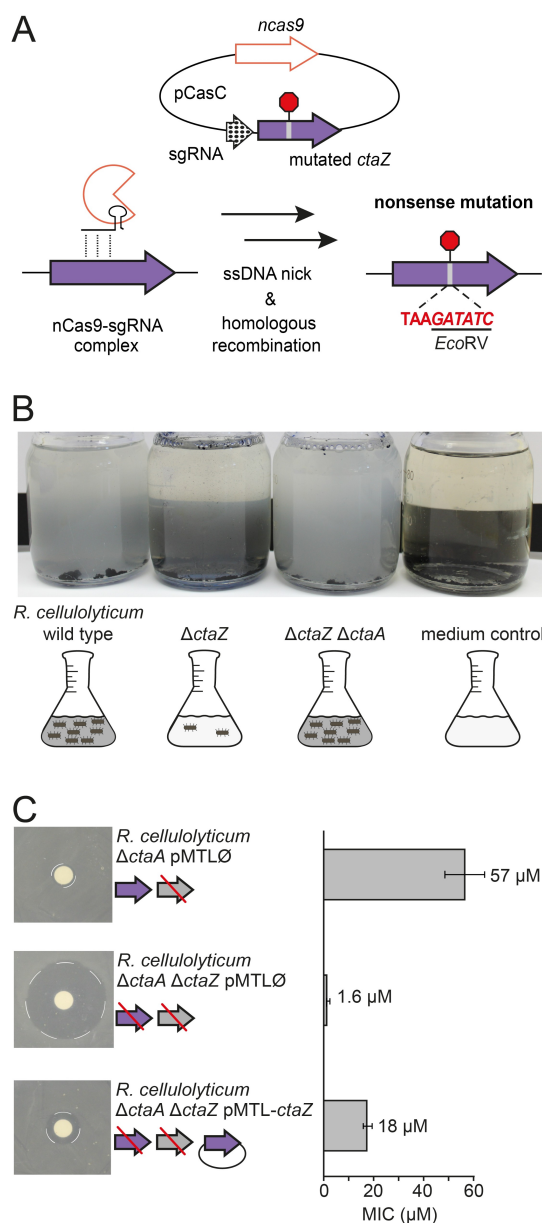 A
ncas9
pCasC
sgRNA
mutated ctaZ
nonsense mutation
ssDNA nick
&
homologous
recombination
nCas9-sgRNA
complex
TAAGATATC
EcoRV
B
R. cellulolyticum
wild type
ΔctaZ
ΔctaZ ΔctaA
medium control
C
R. cellulolyticum
ΔctaA pMTLØ
57 µM
R. cellulolyticum
ΔctaA ΔctaZ pMTLØ
1.6 µM
R. cellulolyticum
ΔctaA ΔctaZ pMTL-ctaZ
18 µM
0 20 40 60
MIC (µM)